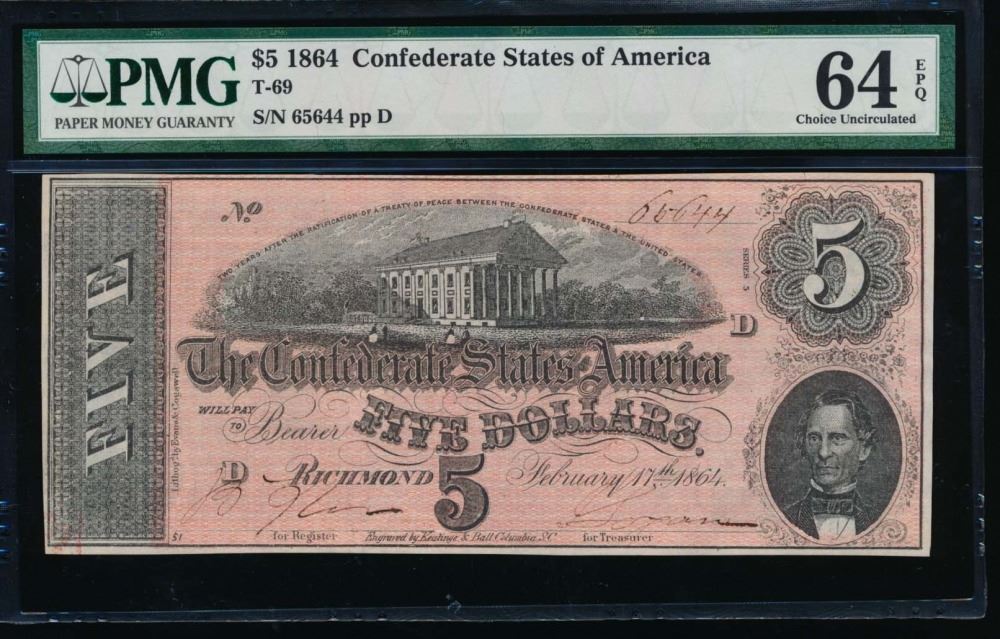 PMG
PAPER MONEY GUARANTY
$5 1864 Confederate States of America
T-69
S/N 65644 pp D
64
EPQ
Choice Uncirculated
FIVE
No
65644
TWO YEARS AFTER THE RATIFICATION OF A TREATY OF PEACE BETWEEN THE CONFEDERATE STATES & THE UNITED STATES
SERIES 5
5
D
The Confederate States of America
WILL PAY
TO Bearer FIVE DOLLARS.
Lithog'd by Evans & Cogswell
D RICHMOND 5 February 17th 1864.
51
for Register
Engraved by Keatinge & Ball, Columbia, S.C.
for Treasurer